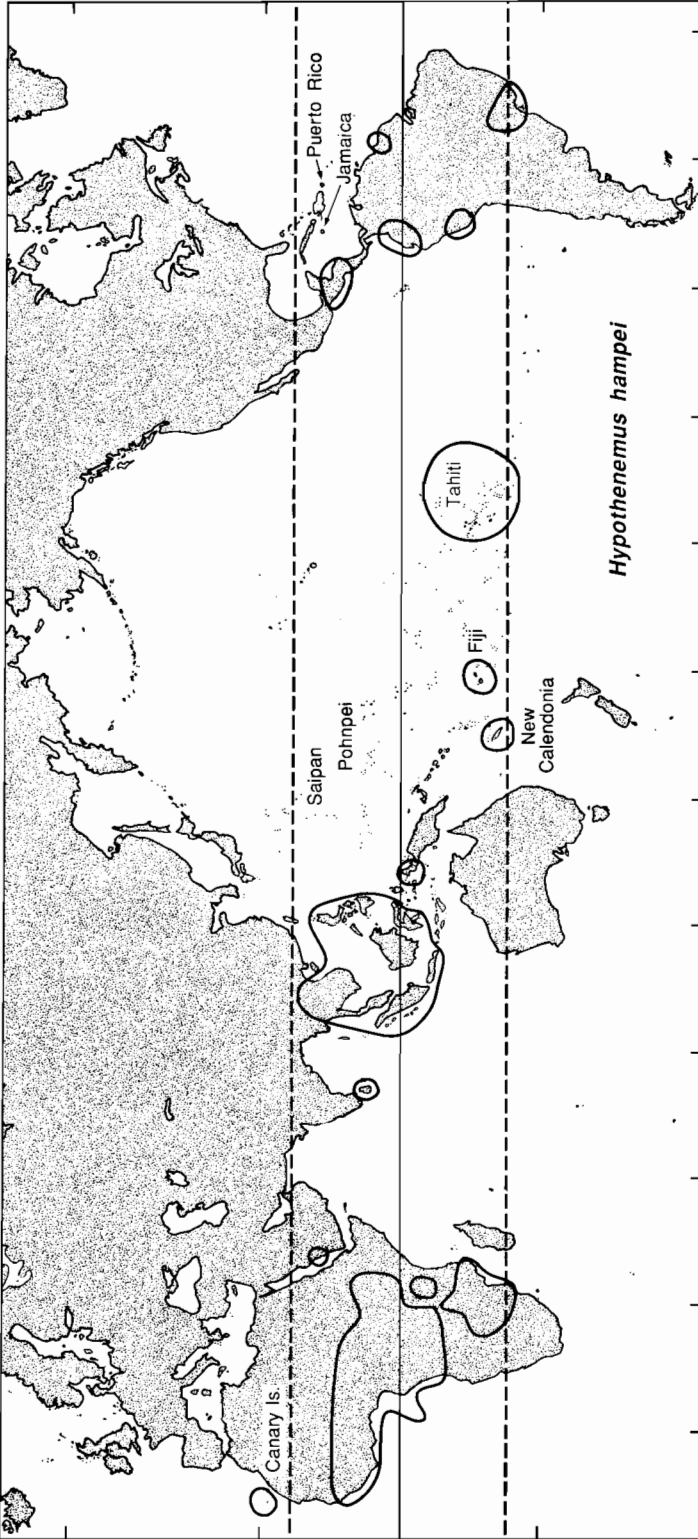 Canary Is.
Saipan
Pohnpei
New
Calendonia
Fiji
Tahiti
Puerto Rico
Jamaica
Hypothenemus hampei